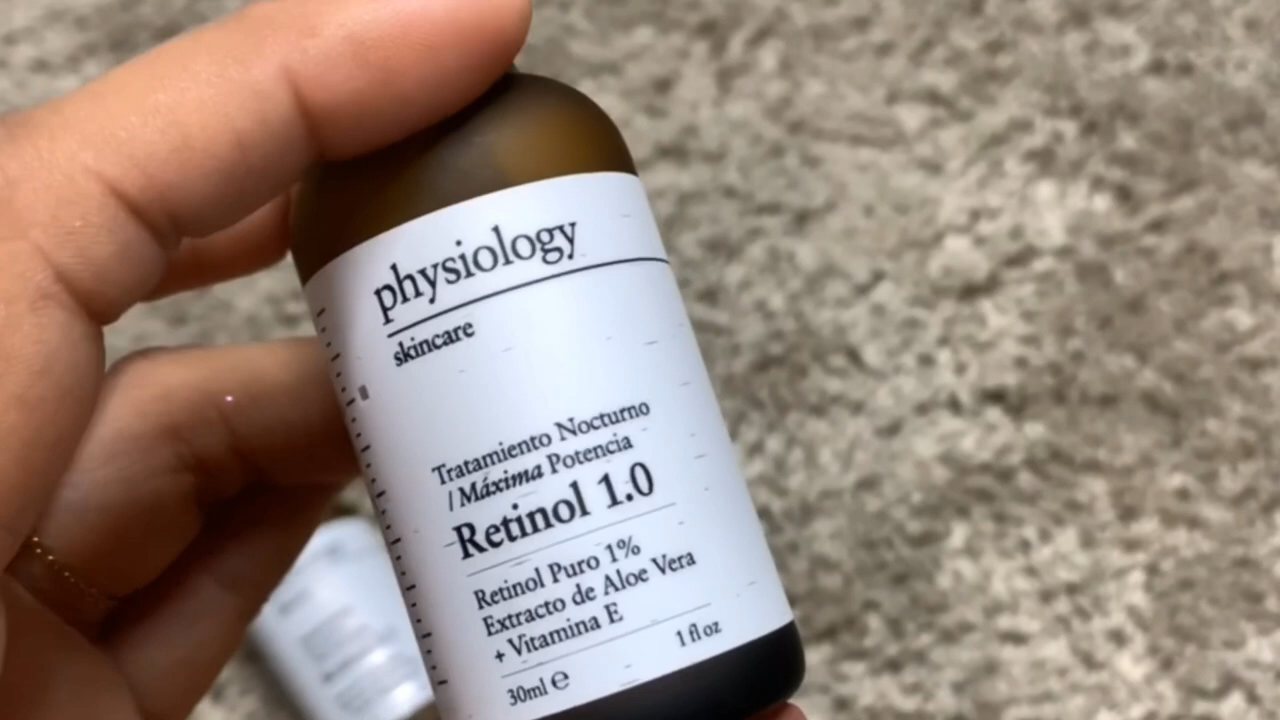 physiology
skincare
Tratamiento Nocturno
/ Máxima Potencia
Retinol 1.0
Retinol Puro 1%
Extracto de Aloe Vera
+ Vitamina E
30ml ℮
1 fl oz